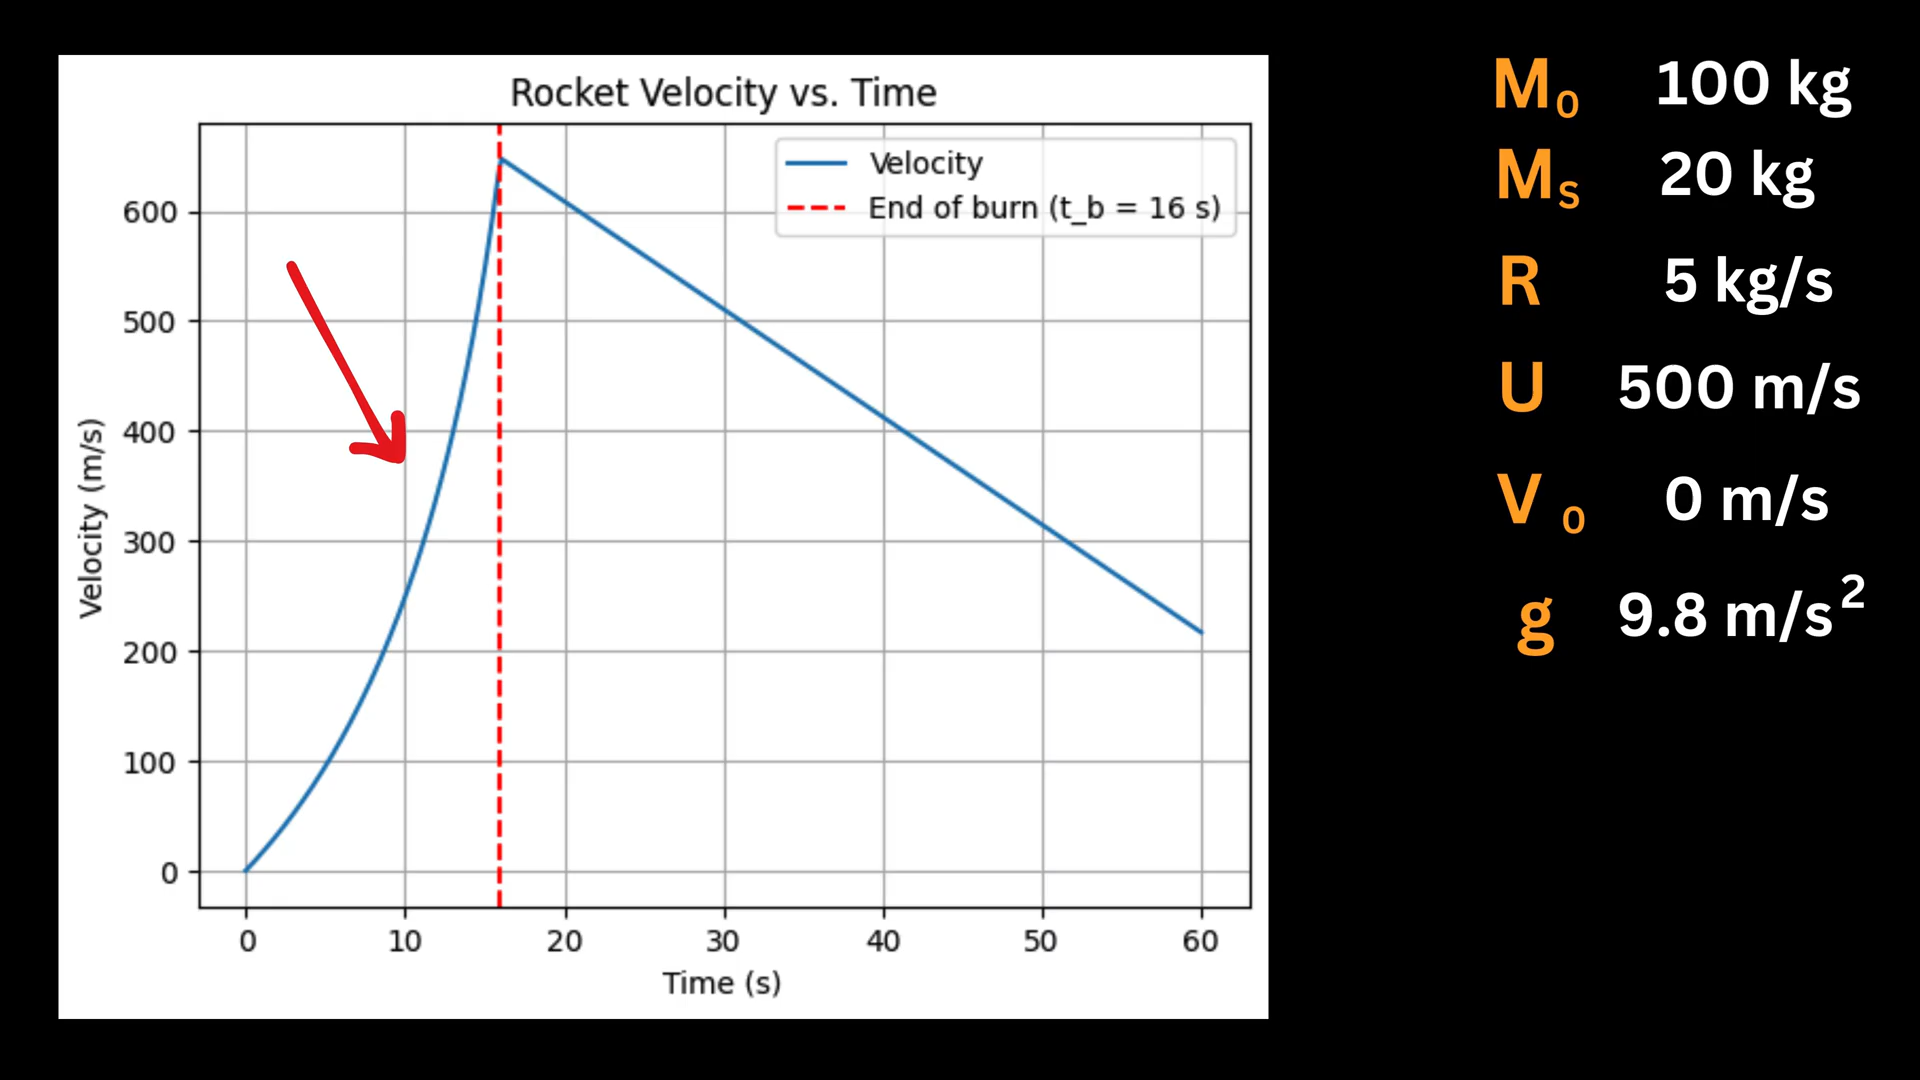 Rocket Velocity vs. Time
Velocity
End of burn (t_b = 16 s)
600
500
400
300
200
100
0
Velocity (m/s)
0 10 20 30 40 50 60
Time (s)
M₀ 100 kg
Mₛ 20 kg
R 5 kg/s
U 500 m/s
V₀ 0 m/s
g 9.8 m/s²